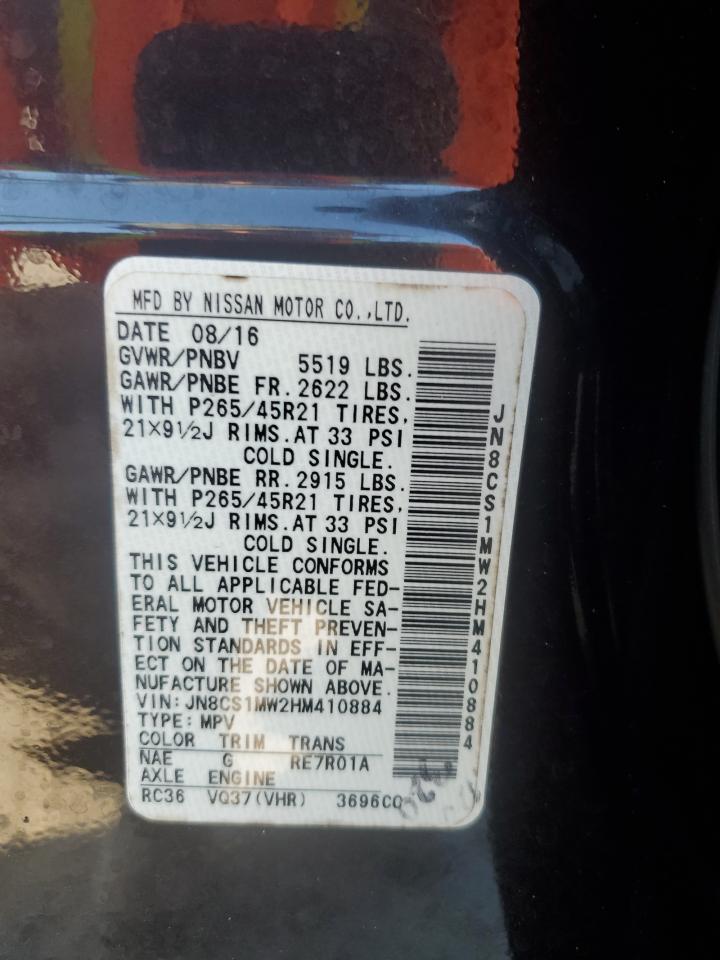 MFD BY NISSAN MOTOR CO.,LTD.
DATE 08/16
GVWR/PNBV 5519 LBS.
GAWR/PNBE FR. 2622 LBS.
WITH P265/45R21 TIRES,
21X9½J RIMS. AT 33 PSI
COLD SINGLE.
GAWR/PNBE RR. 2915 LBS.
WITH P265/45R21 TIRES,
21X9½J RIMS. AT 33 PSI
COLD SINGLE.
THIS VEHICLE CONFORMS
TO ALL APPLICABLE FED-
ERAL MOTOR VEHICLE SA-
FETY AND THEFT PREVEN-
TION STANDARDS IN EFF-
ECT ON THE DATE OF MA-
NUFACTURE SHOWN ABOVE.
VIN: JN8CS1MW2HM410884
TYPE: MPV
COLOR TRIM TRANS
NAE G RE7R01A
AXLE ENGINE
RC36 VQ37(VHR) 3696CC
JN8CS1MW2HM410884